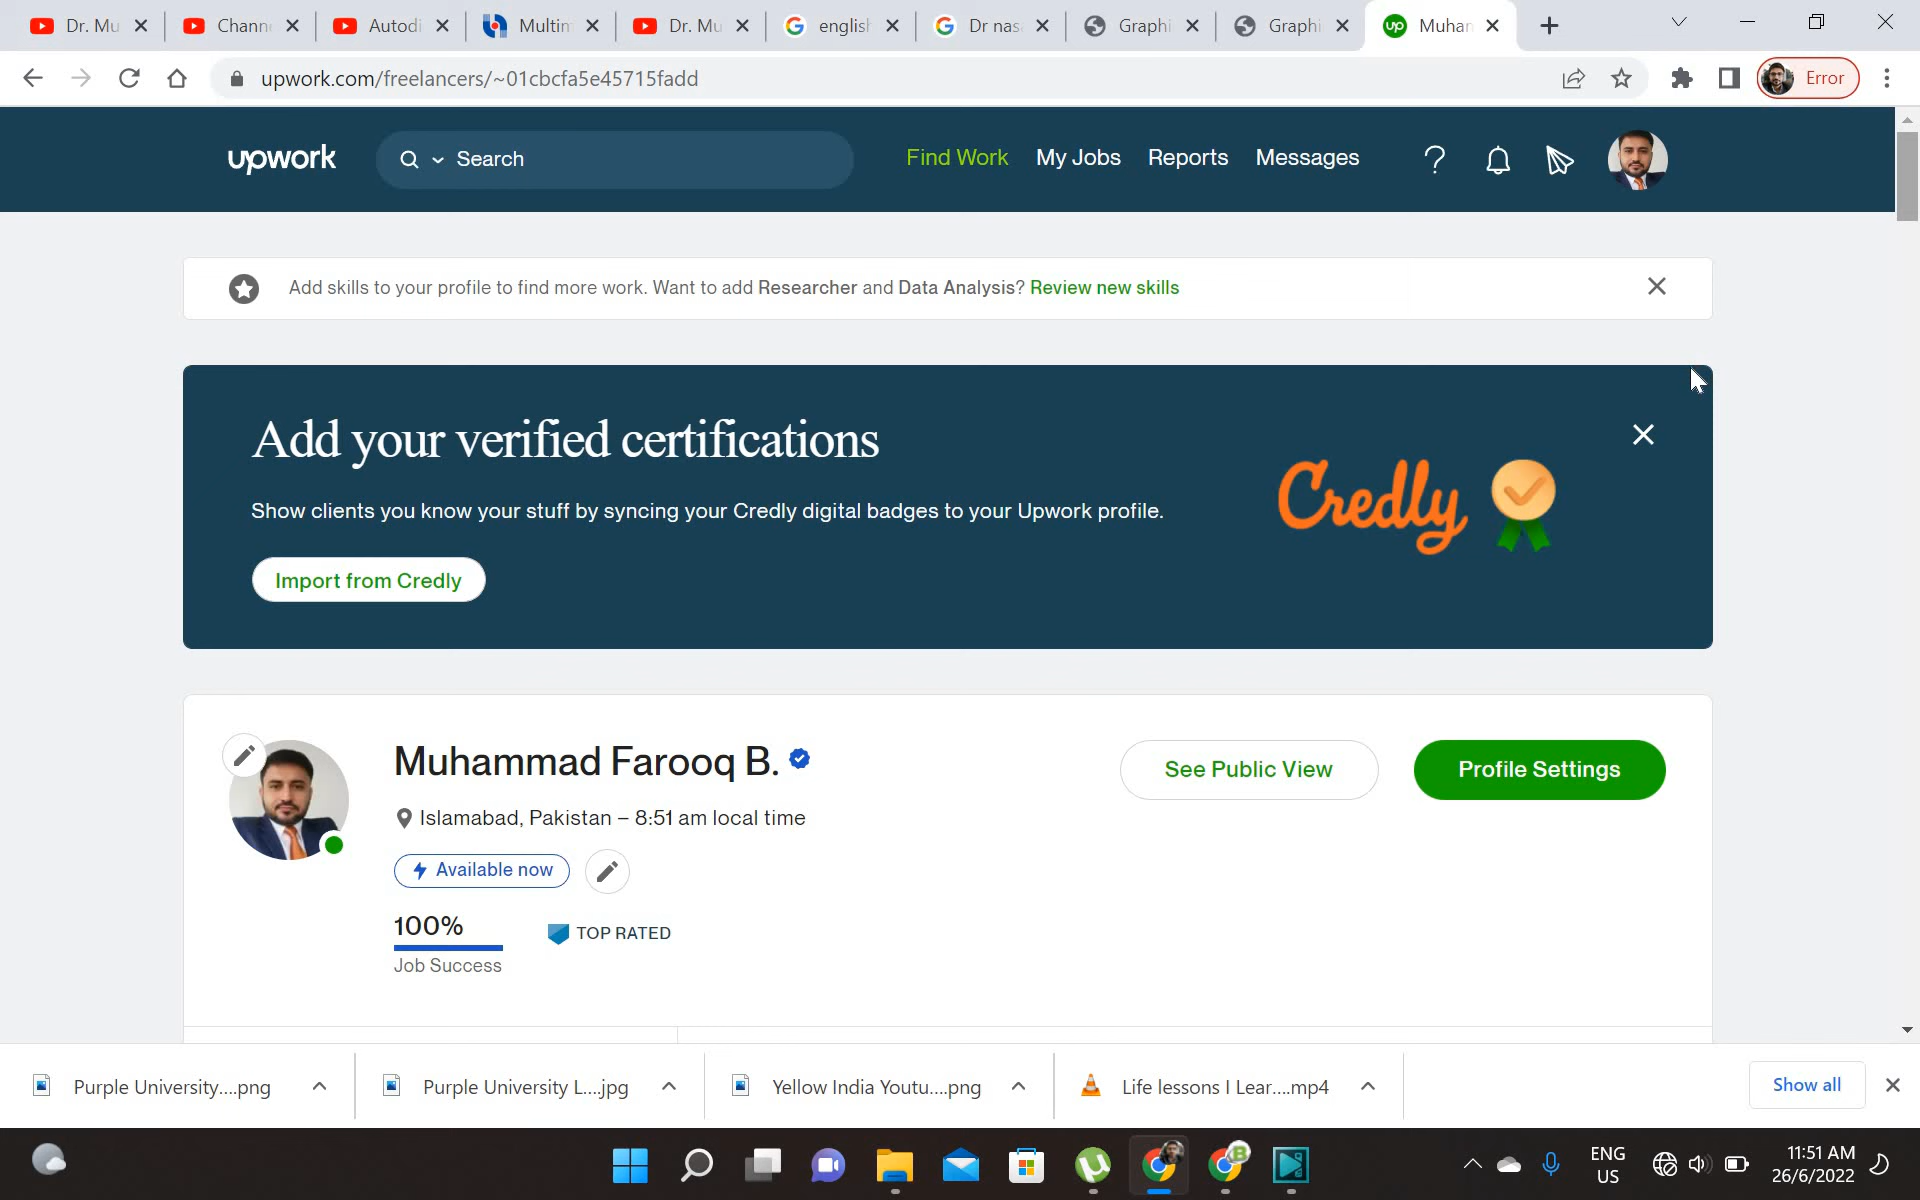 Dr. Mu
Chann
Autodi
Multim
Dr. Mu
english
Dr nas
Graphi
Graphi
up
Muhan
upwork.com/freelancers/~01cbcfa5e45715fadd
Error
upwork
Search
Find Work
My Jobs
Reports
Messages
Add skills to your profile to find more work. Want to add Researcher and Data Analysis? Review new skills
Add your verified certifications
Show clients you know your stuff by syncing your Credly digital badges to your Upwork profile.
Credly
Import from Credly
Muhammad Farooq B.
See Public View
Profile Settings
Islamabad, Pakistan – 8:51 am local time
Available now
100%
TOP RATED
Job Success
Purple University....png
Purple University L....jpg
Yellow India Youtu....png
Life lessons I Lear....mp4
Show all
ENG
US
11:51 AM
26/6/2022